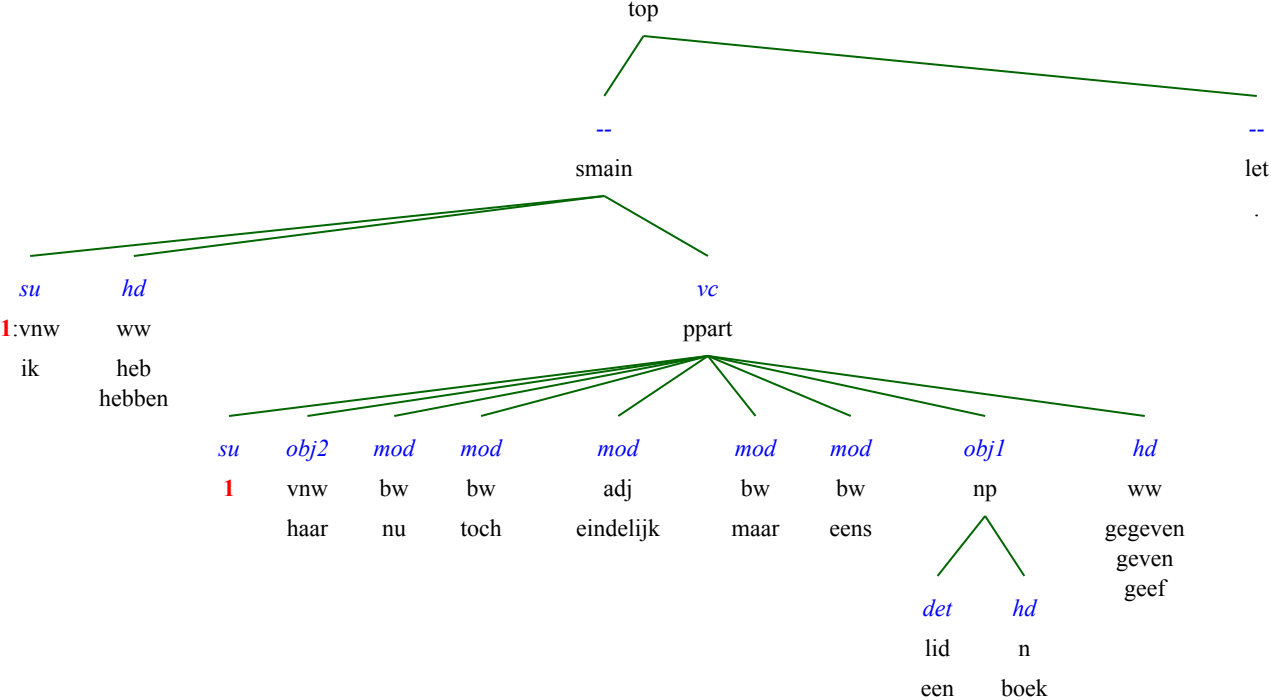 top
-- --
smain let
.
su hd vc
1:vnw ww ppart
ik heb
hebben
su obj2 mod mod mod mod mod obj1 hd
1 vnw bw bw adj bw bw np ww
haar nu toch eindelijk maar eens gegeven
geven
geef
det hd
lid n
een boek